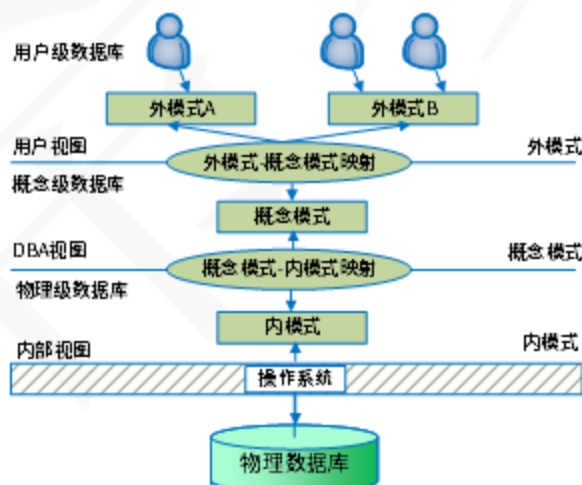 用户级数据库
外模式A
外模式B
用户视图
外模式-概念模式映射
外模式
概念级数据库
概念模式
DBA视图
概念模式-内模式映射
概念模式
物理级数据库
内模式
内部视图
内模式
操作系统
物理数据库